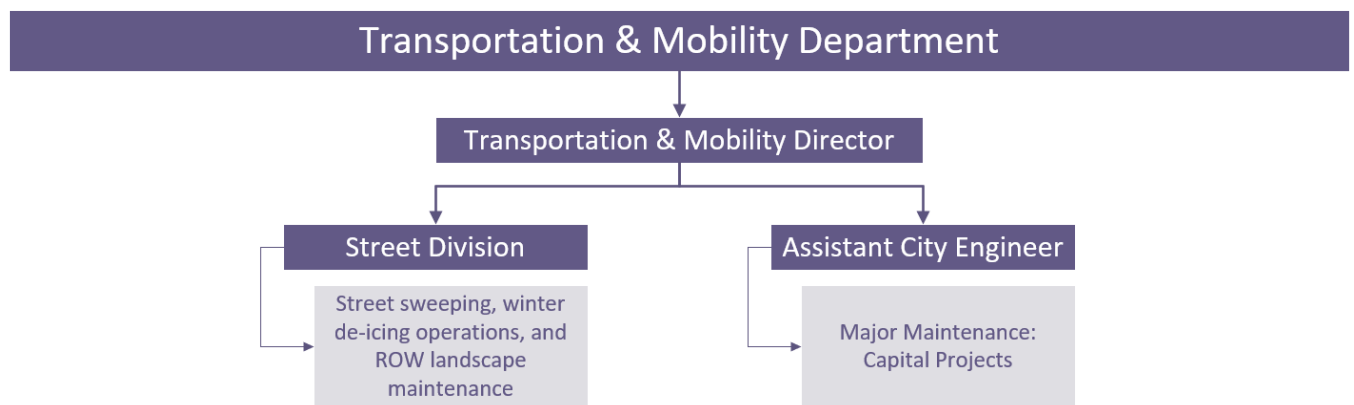 Transportation & Mobility Department
Transportation & Mobility Director
Street Division
Assistant City Engineer
Street sweeping, winter
de-icing operations, and
ROW landscape
maintenance
Major Maintenance:
Capital Projects